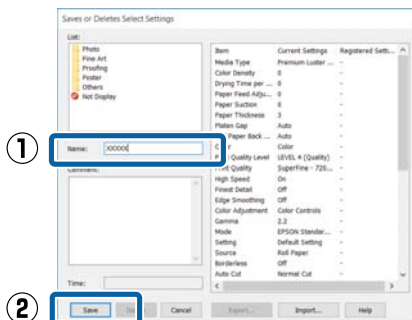 Saves or Deletes Select Settings
List:
Photo
Fine Art
Proofing
Poster
Others
Not Display
Item Current Settings Registered Setti...
Media Type Premium Luster ... -
Color Density 0 -
Drying Time per ... 0 -
Paper Feed Adju... 0 -
Paper Suction 0 -
Paper Thickness 3 -
Platen Gap Auto -
Paper Back ... Auto -
① Name: XXXXXX
Color -
Quality Level LEVEL 4 (Quality) -
Comment:
Quality SuperFine - 720... -
High Speed On -
Finest Detail Off -
Edge Smoothing Off -
Color Adjustment Color Controls -
Gamma 2.2 -
Mode EPSON Standar... -
Setting Default Setting -
Source Roll Paper -
Borderless Off -
Time:
Auto Cut Normal Cut -
② Save Cancel Export... Import... Help